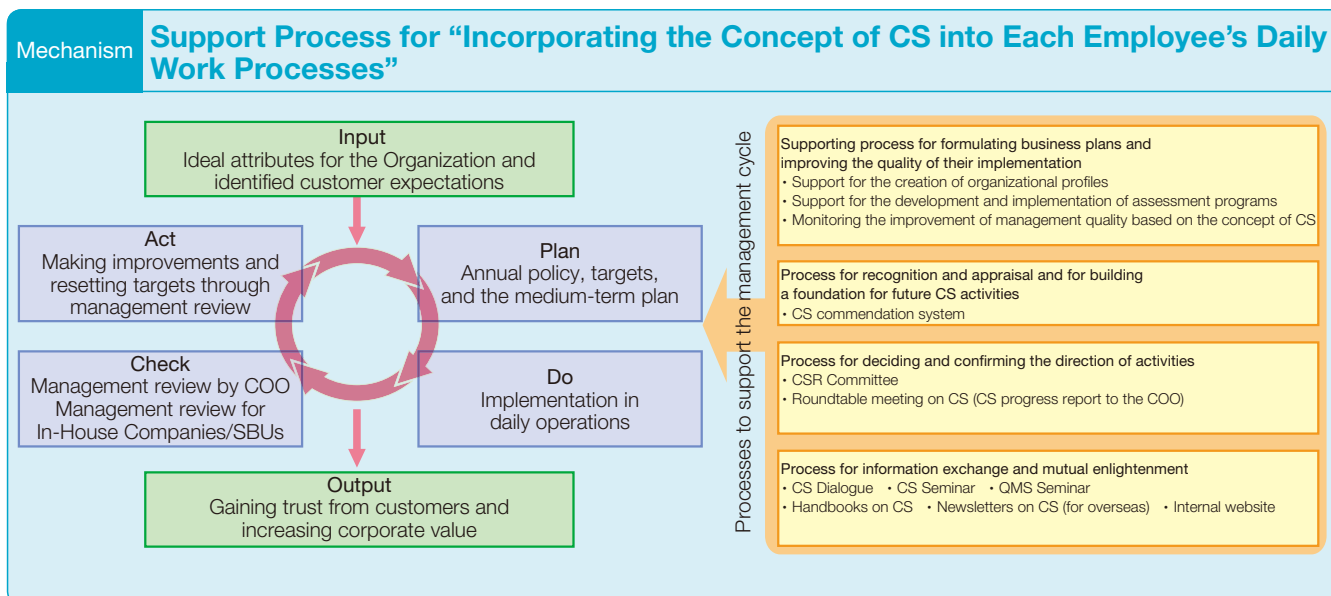 Mechanism
Support Process for “Incorporating the Concept of CS into Each Employee’s Daily
Work Processes”
Input
Ideal attributes for the Organization and
identified customer expectations
Act
Making improvements and
resetting targets through
management review
Plan
Annual policy, targets,
and the medium-term plan
Check
Management review by COO
Management review for
In-House Companies/SBUs
Do
Implementation in
daily operations
Output
Gaining trust from customers and
increasing corporate value
Processes to support the management cycle
Supporting process for formulating business plans and
improving the quality of their implementation
・Support for the creation of organizational profiles
・Support for the development and implementation of assessment programs
・Monitoring the improvement of management quality based on the concept of CS
Process for recognition and appraisal and for building
a foundation for future CS activities
・CS commendation system
Process for deciding and confirming the direction of activities
・CSR Committee
・Roundtable meeting on CS (CS progress report to the COO)
Process for information exchange and mutual enlightenment
・CS Dialogue ・CS Seminar ・QMS Seminar
・Handbooks on CS ・Newsletters on CS (for overseas) ・Internal website